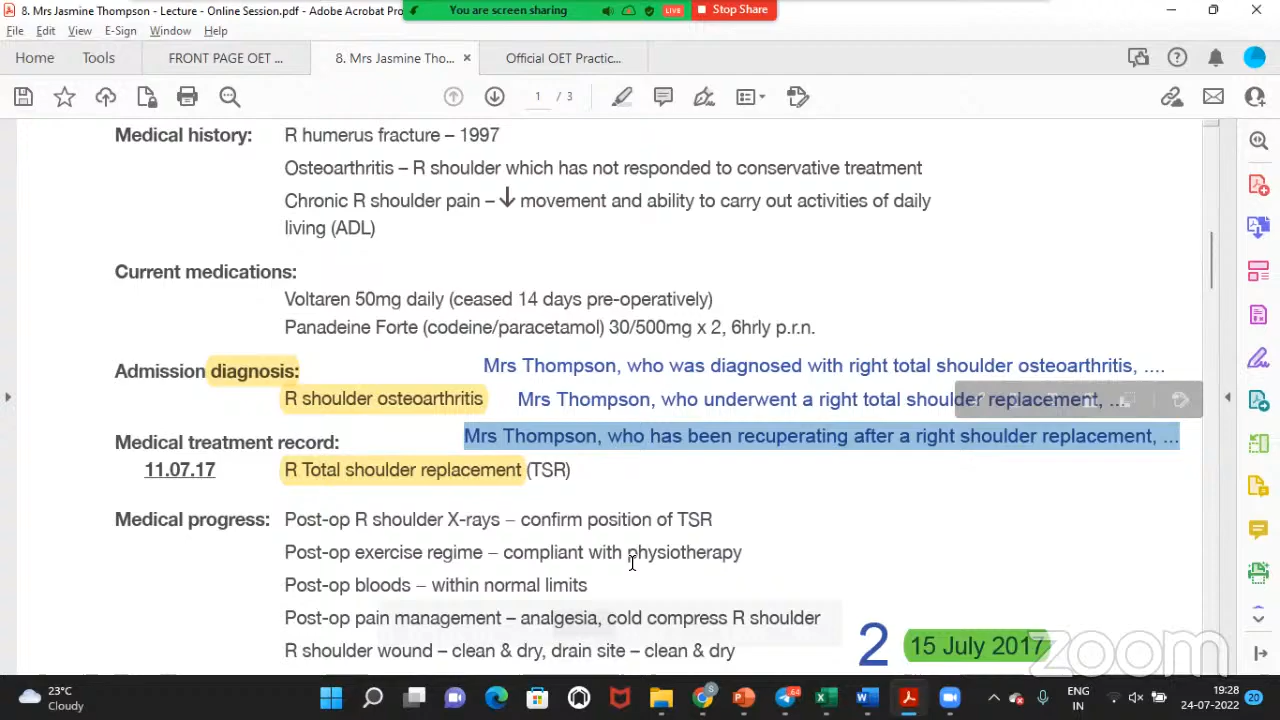 8. Mrs Jasmine Thompson - Lecture - Online Session.pdf - Adobe Acrobat Pro
You are screen sharing
LIVE
Stop Share
File Edit View E-Sign Window Help
Home Tools FRONT PAGE OET ... 8. Mrs Jasmine Tho... × Official OET Practic...
1 / 3
Medical history: R humerus fracture – 1997
Osteoarthritis – R shoulder which has not responded to conservative treatment
Chronic R shoulder pain – ↓ movement and ability to carry out activities of daily
living (ADL)
Current medications:
Voltaren 50mg daily (ceased 14 days pre-operatively)
Panadeine Forte (codeine/paracetamol) 30/500mg x 2, 6hrly p.r.n.
Admission diagnosis: Mrs Thompson, who was diagnosed with right total shoulder osteoarthritis, ....
R shoulder osteoarthritis Mrs Thompson, who underwent a right total shoulder replacement, ...
Medical treatment record: Mrs Thompson, who has been recuperating after a right shoulder replacement, ...
11.07.17 R Total shoulder replacement (TSR)
Medical progress: Post-op R shoulder X-rays – confirm position of TSR
Post-op exercise regime – compliant with physiotherapy
Post-op bloods – within normal limits
Post-op pain management – analgesia, cold compress R shoulder
R shoulder wound – clean & dry, drain site – clean & dry
2 15 July 2017
zoom
23°C
Cloudy
64
ENG
IN
19:28
24-07-2022
20